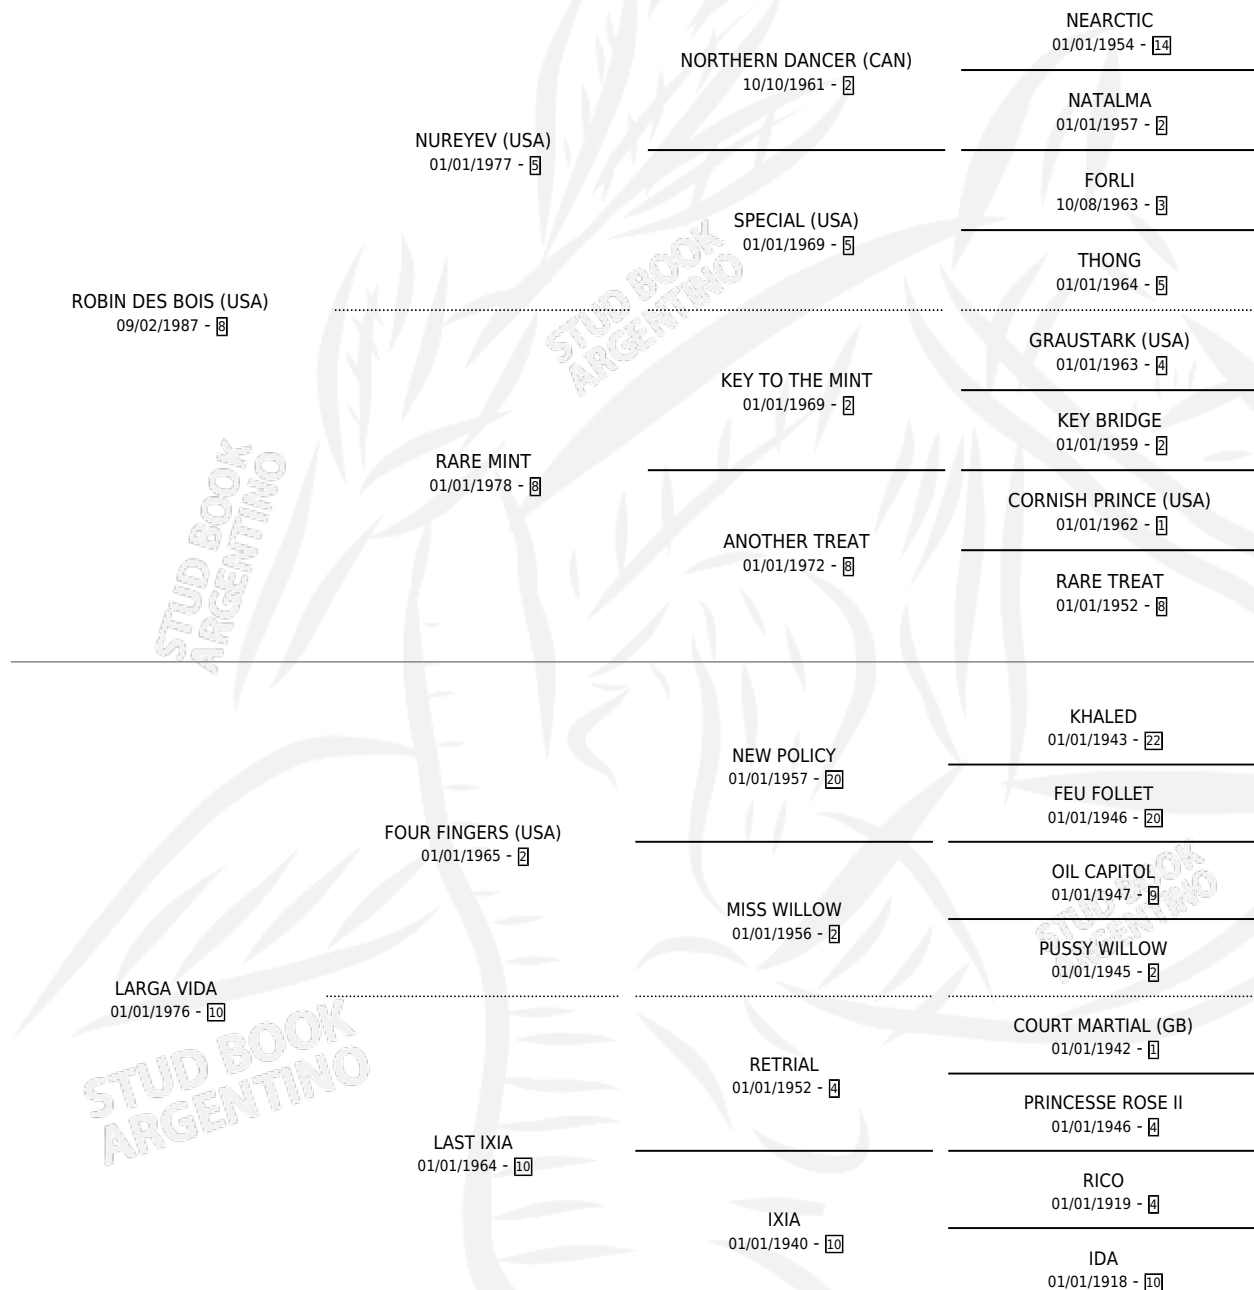 NEARCTIC
01/01/1954 - 14
NORTHERN DANCER (CAN)
10/10/1961 - 2
NATALMA
01/01/1957 - 2
NUREYEV (USA)
01/01/1977 - 5
FORLI
10/08/1963 - 3
SPECIAL (USA)
01/01/1969 - 5
THONG
01/01/1964 - 5
ROBIN DES BOIS (USA)
09/02/1987 - 8
GRAUSTARK (USA)
01/01/1963 - 4
KEY TO THE MINT
01/01/1969 - 2
KEY BRIDGE
01/01/1959 - 2
RARE MINT
01/01/1978 - 8
CORNISH PRINCE (USA)
01/01/1962 - 1
ANOTHER TREAT
01/01/1972 - 8
RARE TREAT
01/01/1952 - 8
KHALED
01/01/1943 - 22
NEW POLICY
01/01/1957 - 20
FEU FOLLET
01/01/1946 - 20
FOUR FINGERS (USA)
01/01/1965 - 2
OIL CAPITOL
01/01/1947 - 9
MISS WILLOW
01/01/1956 - 2
PUSSY WILLOW
01/01/1945 - 2
LARGA VIDA
01/01/1976 - 10
COURT MARTIAL (GB)
01/01/1942 - 1
RETRIAL
01/01/1952 - 4
PRINCESSE ROSE II
01/01/1946 - 4
LAST IXIA
01/01/1964 - 10
RICO
01/01/1919 - 4
IXIA
01/01/1940 - 10
IDA
01/01/1918 - 10
STUD BOOK
ARGENTINO
STUD BOOK
ARGENTINO
STUD BOOK
ARGENTINO
STUD BOOK
ARGENTINO